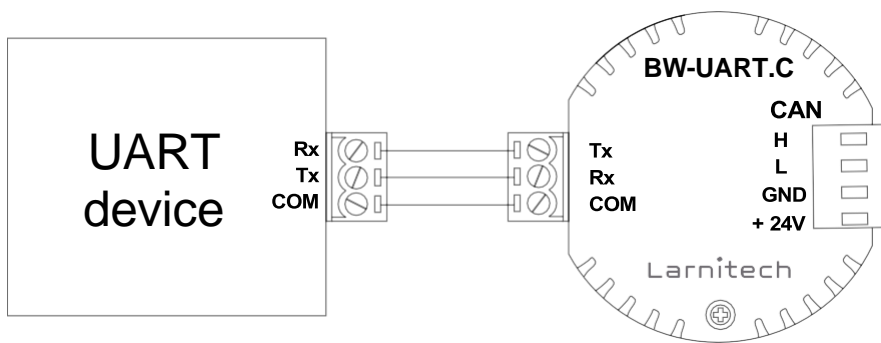 UART
device
Rx
Tx
COM
Tx
Rx
COM
BW-UART.C
CAN
H
L
GND
+ 24V
Larnitech